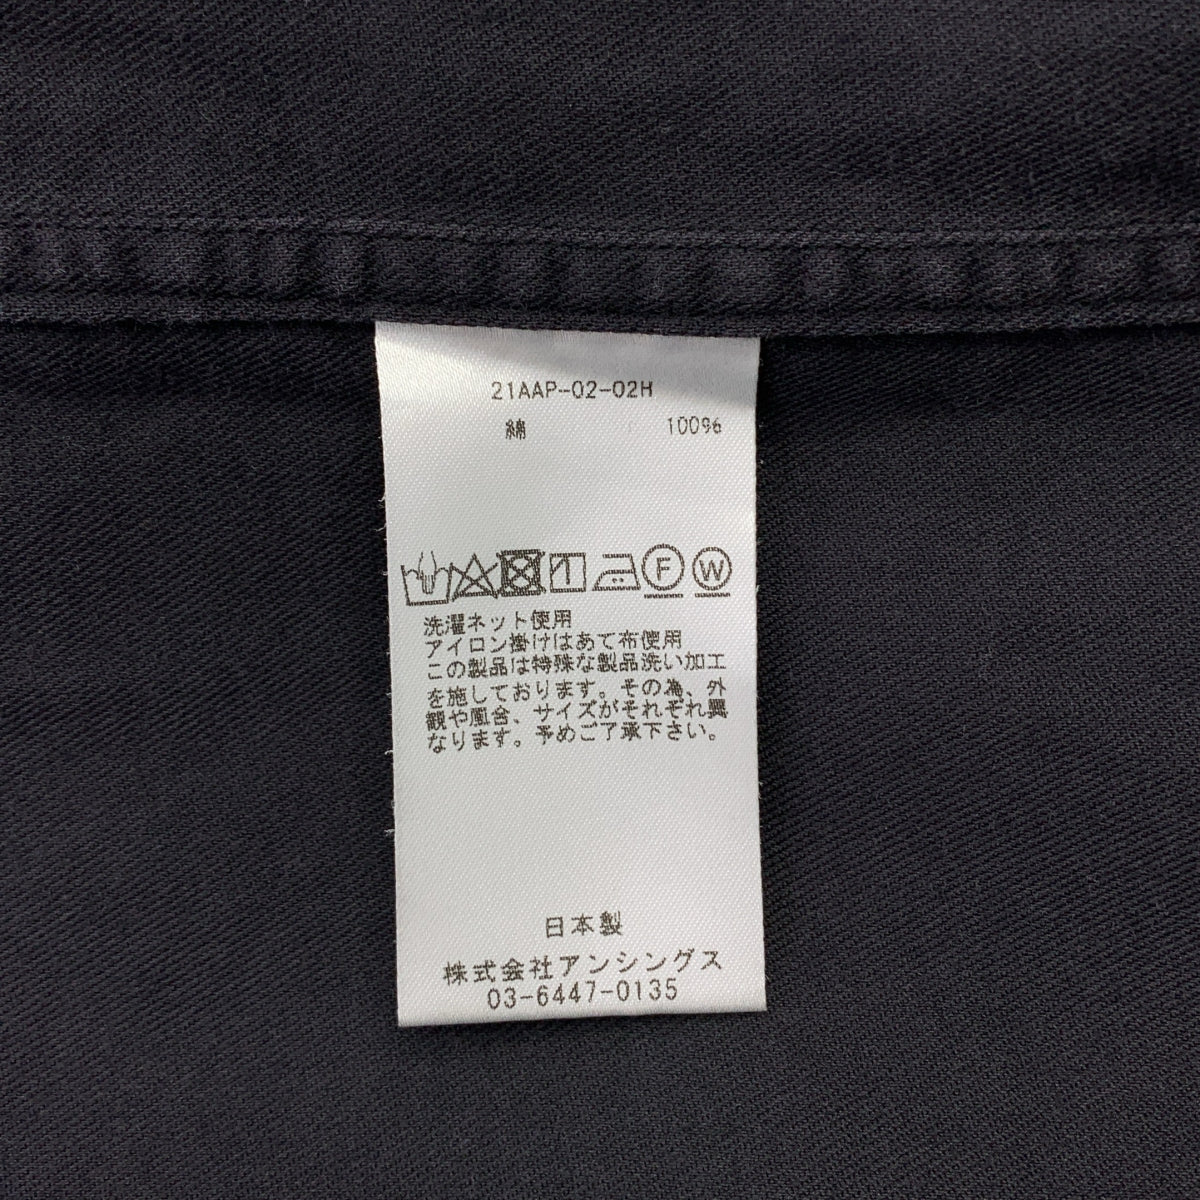 21AAP-02-02H
綿 100%
F W
洗濯ネット使用
アイロン掛けはあて布使用
この製品は特殊な製品洗い加工
を施しております。その為、外
観や風合、サイズがそれぞれ異
なります。予めご了承下さい。
日本製
株式会社アンシングス
03-6447-0135